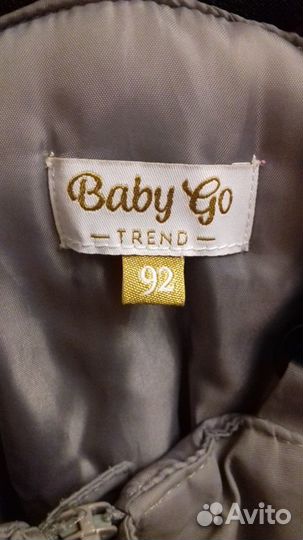 Baby Go
— TREND —
92
Avito